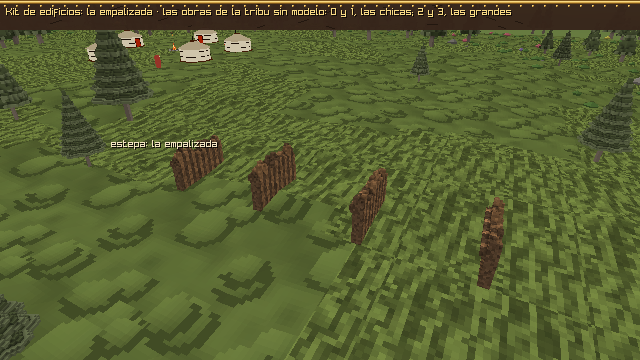 Kit de edificios: la empalizada · las obras de la tribu sin modelo: 0 y 1, las chicas; 2 y 3, las grandes
estepa: la empalizada